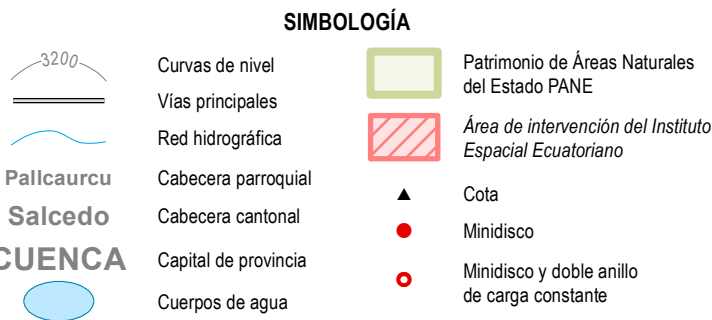 SIMBOLOGÍA
3200
Curvas de nivel
Vías principales
Red hidrográfica
Pallcaurcu
Cabecera parroquial
Salcedo
Cabecera cantonal
CUENCA
Capital de provincia
Cuerpos de agua
Patrimonio de Áreas Naturales
del Estado PANE
Área de intervención del Instituto
Espacial Ecuatoriano
Cota
Minidisco
Minidisco y doble anillo
de carga constante